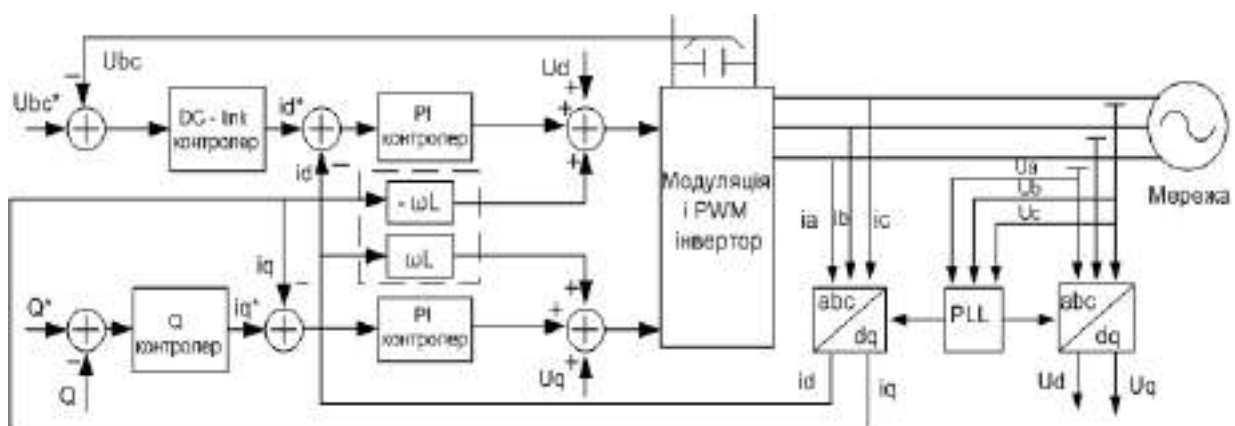 Ubc
Ubc*
DC - link
контролер
id*
PI
контролер
Ud
id
- ωL
ωL
iq
Q*
Q
контролер
iq*
PI
контролер
Uq
Q
Модуляція
і PWM
інвертор
Мережа
Ua
Ub
Uc
ia
ib
ic
abc
dq
PLL
abc
dq
id
iq
Ud
Uq